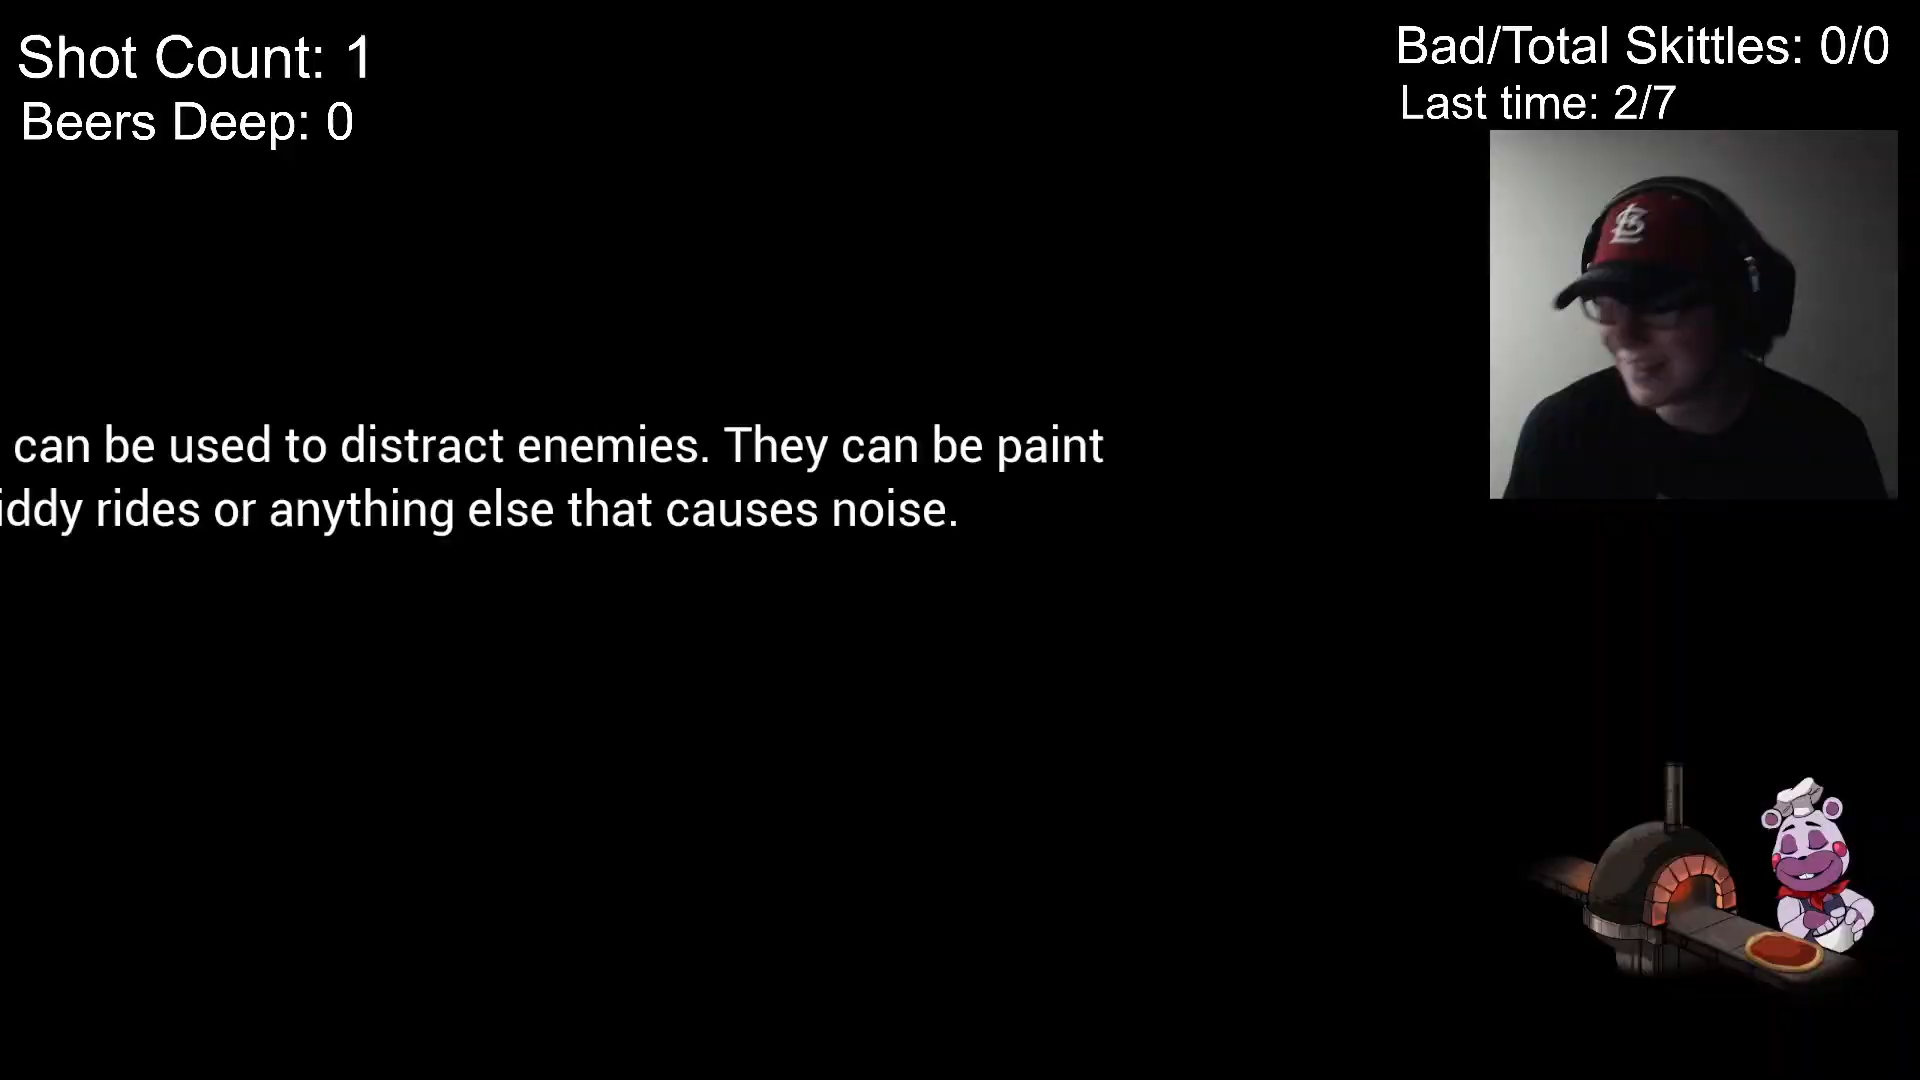 Shot Count: 1
Beers Deep: 0
Bad/Total Skittles: 0/0
Last time: 2/7
can be used to distract enemies. They can be paint
iddy rides or anything else that causes noise.